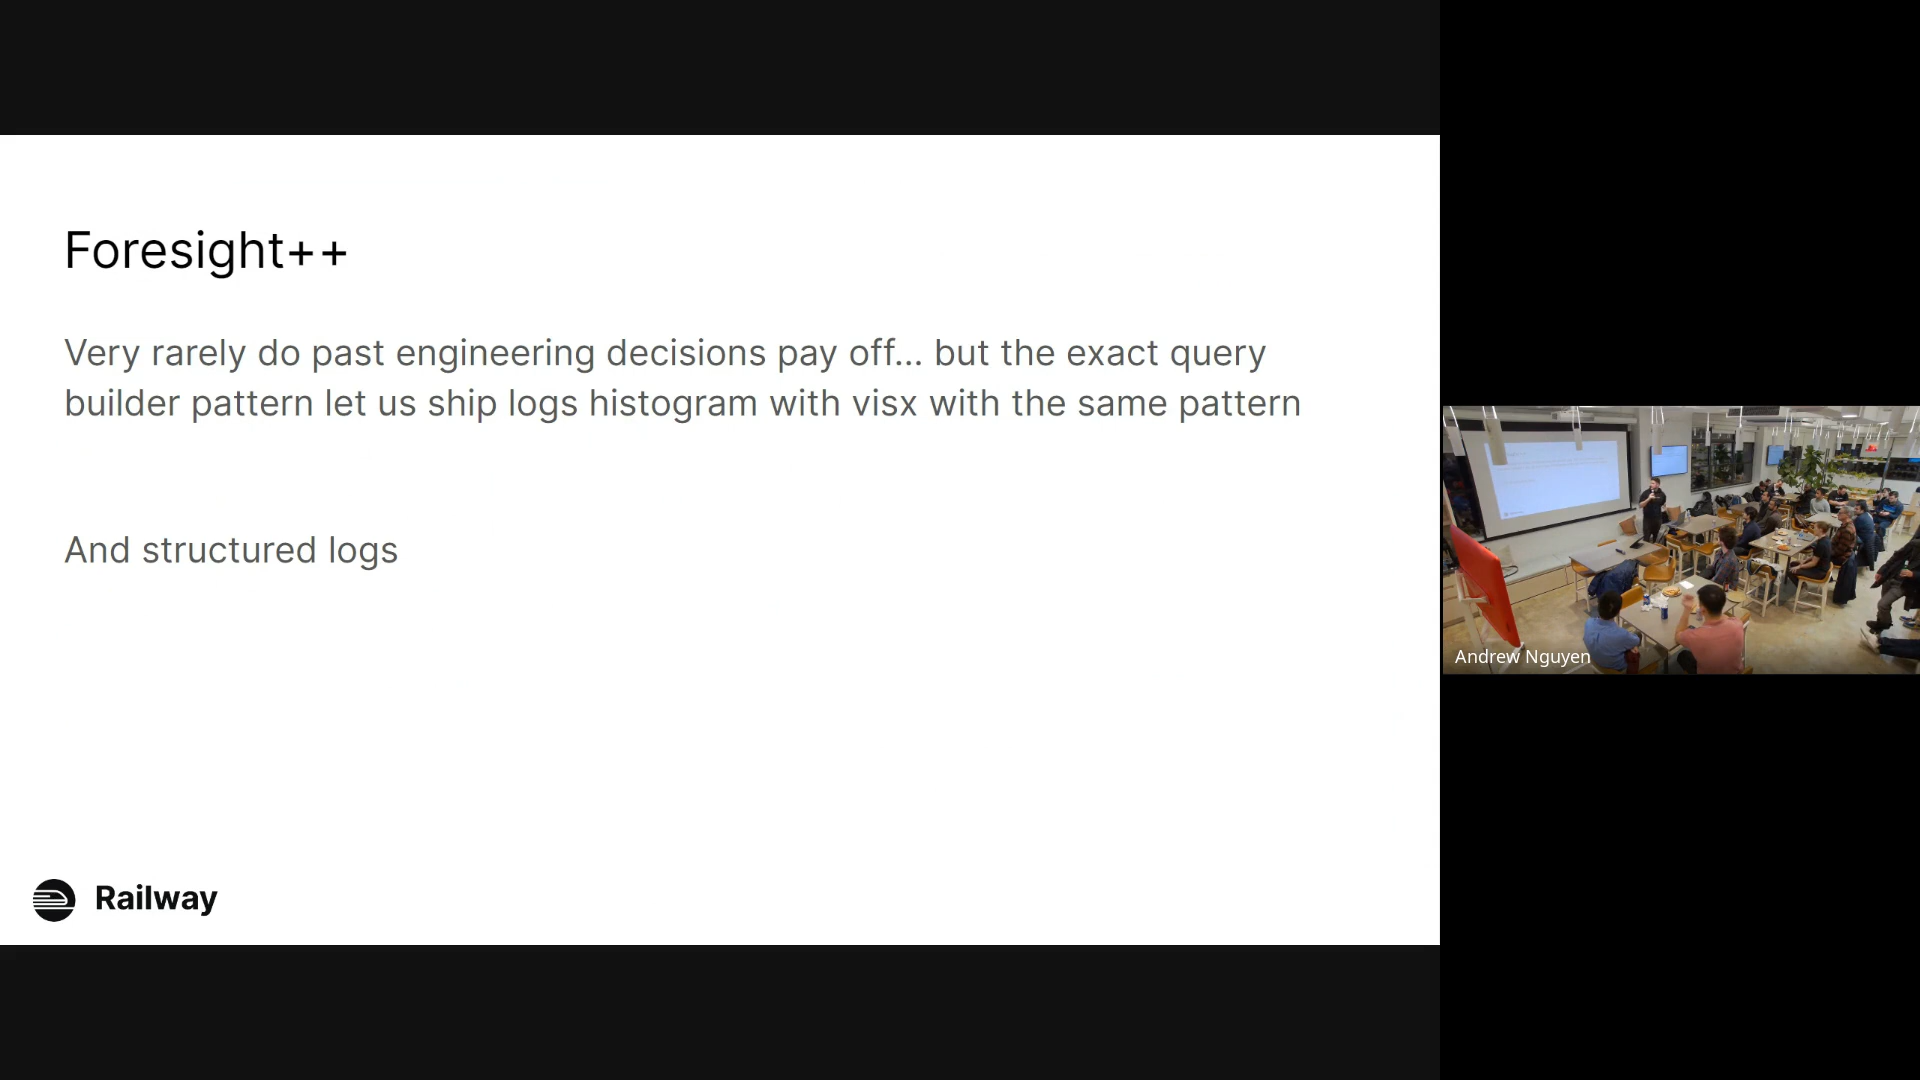 Foresight++
Very rarely do past engineering decisions pay off... but the exact query
builder pattern let us ship logs histogram with visx with the same pattern
And structured logs
Railway
Andrew Nguyen